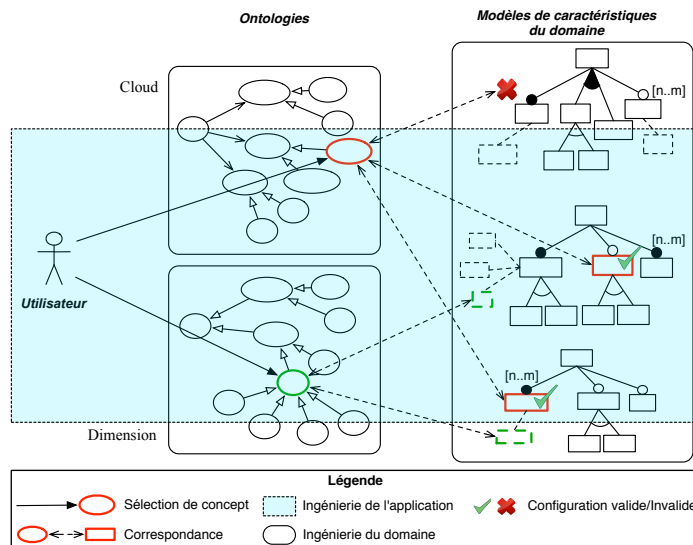 Ontologies
Modèles de caractéristiques
du domaine
Cloud
[n..m]
[n..m]
Utilisateur
[n..m]
Dimension
Légende
Sélection de concept
Ingénierie de l'application
Configuration valide/Invalide
Correspondance
Ingénierie du domaine